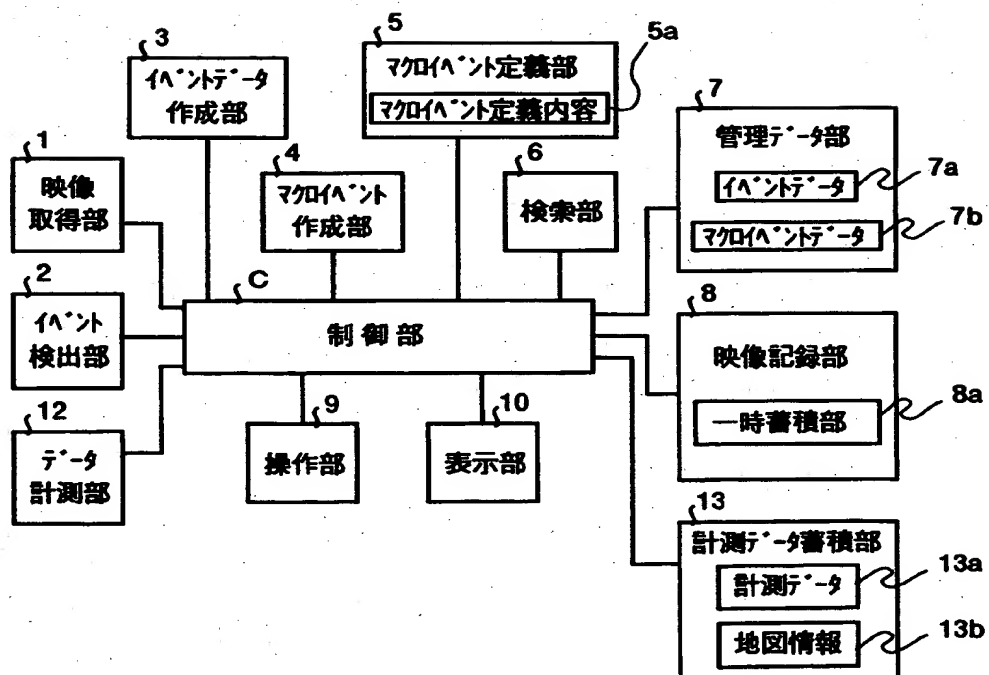 3
イベントデータ
作成部
5
5a
マクロイベント定義部
マクロイベント定義内容
1
映像
取得部
4
マクロイベント
作成部
6
検索部
7
管理データ部
イベントデータ
7a
マクロイベントデータ
7b
2
イベント
検出部
C
制御部
8
映像記録部
一時蓄積部
8a
12
データ
計測部
9
操作部
10
表示部
13
計測データ蓄積部
計測データ
13a
地図情報
13b